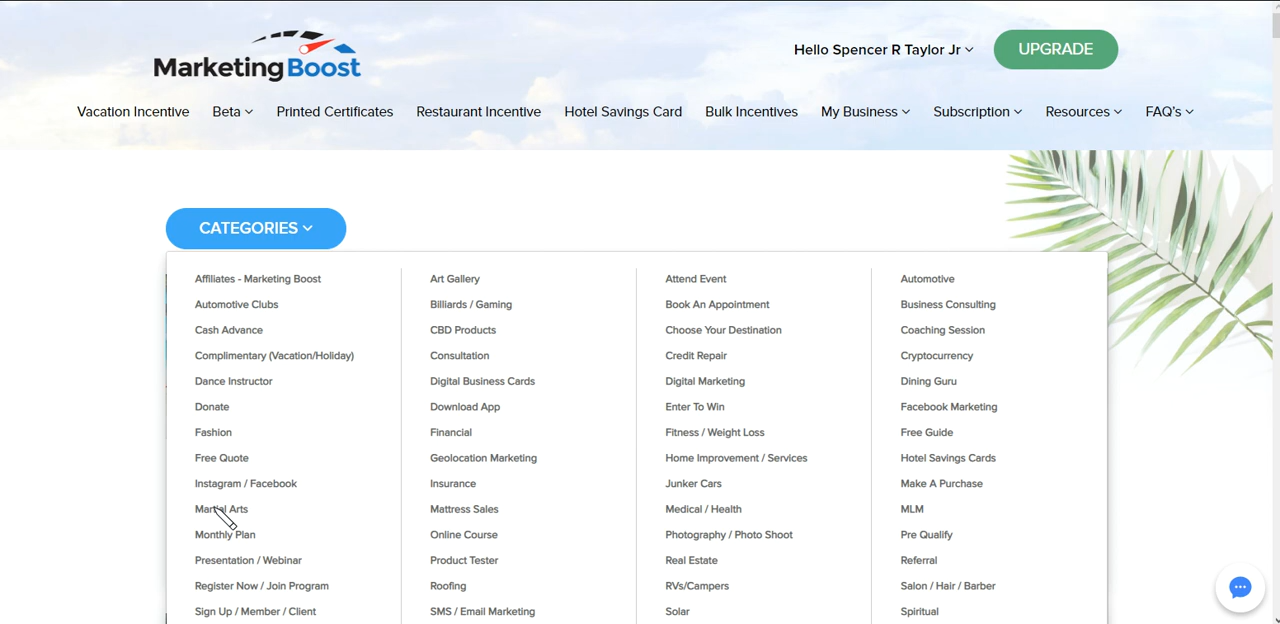 Hello Spencer R Taylor Jr
UPGRADE
MarketingBoost
Vacation Incentive Beta Printed Certificates Restaurant Incentive Hotel Savings Card Bulk Incentives My Business Subscription Resources FAQ's
CATEGORIES
Affiliates - Marketing Boost Art Gallery Attend Event Automotive
Automotive Clubs Billiards / Gaming Book An Appointment Business Consulting
Cash Advance CBD Products Choose Your Destination Coaching Session
Complimentary (Vacation/Holiday) Consultation Credit Repair Cryptocurrency
Dance Instructor Digital Business Cards Digital Marketing Dining Guru
Donate Download App Enter To Win Facebook Marketing
Fashion Financial Fitness / Weight Loss Free Guide
Free Quote Geolocation Marketing Home Improvement / Services Hotel Savings Cards
Instagram / Facebook Insurance Junker Cars Make A Purchase
Martial Arts Mattress Sales Medical / Health MLM
Monthly Plan Online Course Photography / Photo Shoot Pre Qualify
Presentation / Webinar Product Tester Real Estate Referral
Register Now / Join Program Roofing RVs/Campers Salon / Hair / Barber
Sign Up / Member / Client SMS / Email Marketing Solar Spiritual